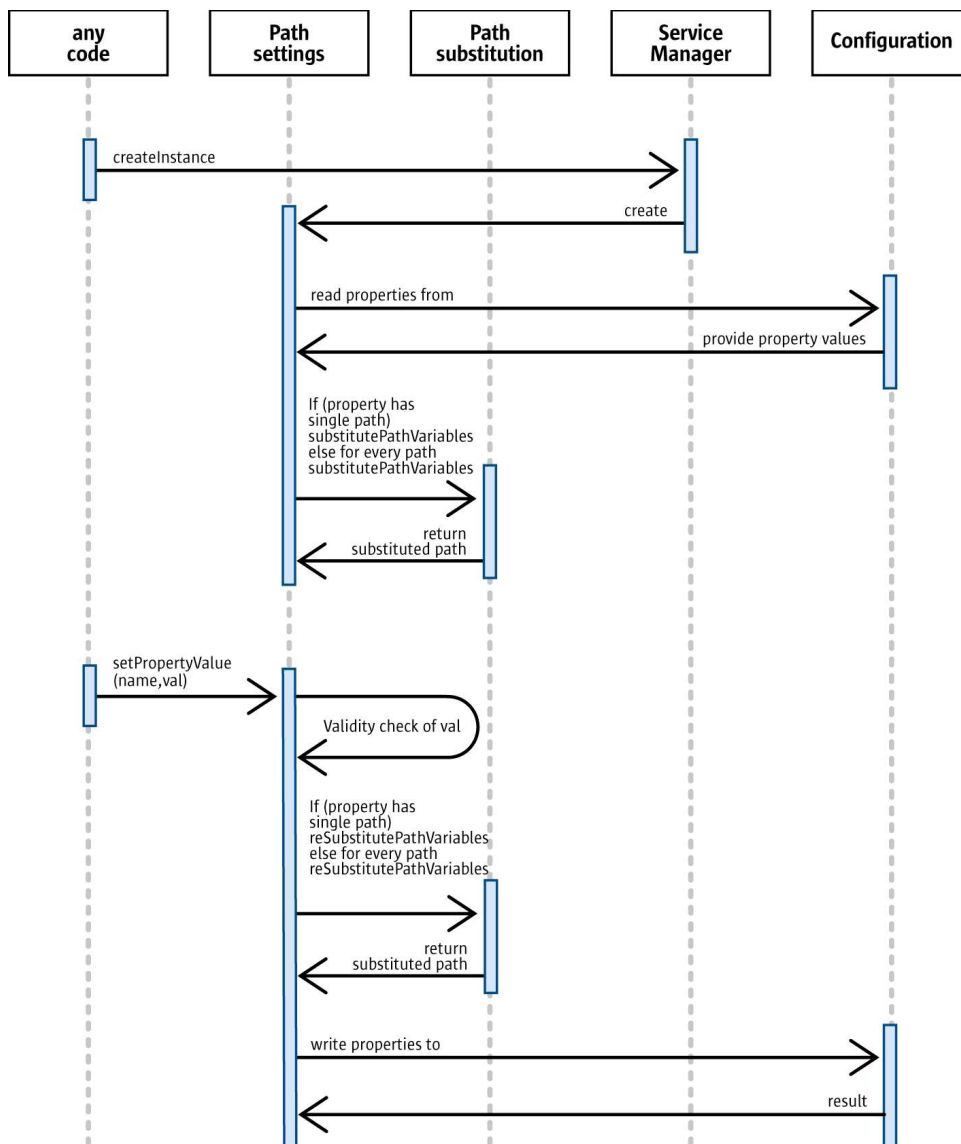 any
code
Path
settings
Path
substitution
Service
Manager
Configuration
createInstance
create
read properties from
provide property values
If (property has
single path)
substitutePathVariables
else for every path
substitutePathVariables
return
substituted path
setPropertyValue
(name,val)
Validity check of val
If (property has
single path)
reSubstitutePathVariables
else for every path
reSubstitutePathVariables
return
substituted path
write properties to
result